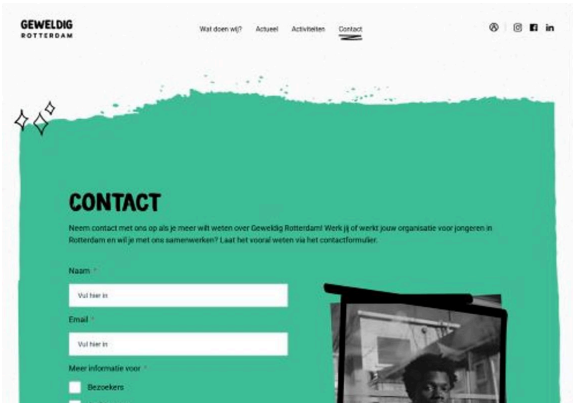 GEWELDIG
ROTTERDAM
Wat doen wij? Actueel Activiteiten Contact
CONTACT
Neem contact met ons op als je meer wilt weten over Geweldig Rotterdam! Werk jij of werkt jouw organisatie voor jongeren in
Rotterdam en wil je met ons samenwerken? Laat het vooral weten via het contactformulier.
Naam *
Vul hier in
Email *
Vul hier in
Meer informatie voor *
Bezoekers